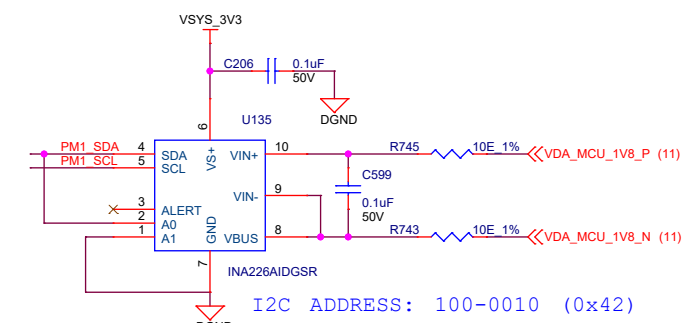 VSYS_3V3
C206 0.1uF
50V
DGND
U135
6
PM1_SDA 4 SDA VS+ VIN+ 10 R745 10E_1% VDA_MCU_1V8_P (11)
PM1_SCL 5 SCL
C599
VIN- 9
0.1uF
50V
3 ALERT
2 A0
1 A1 GND VBUS 8 R743 10E_1% VDA_MCU_1V8_N (11)
7
INA226AIDGSR
I2C ADDRESS: 100-0010 (0x42)
DGND